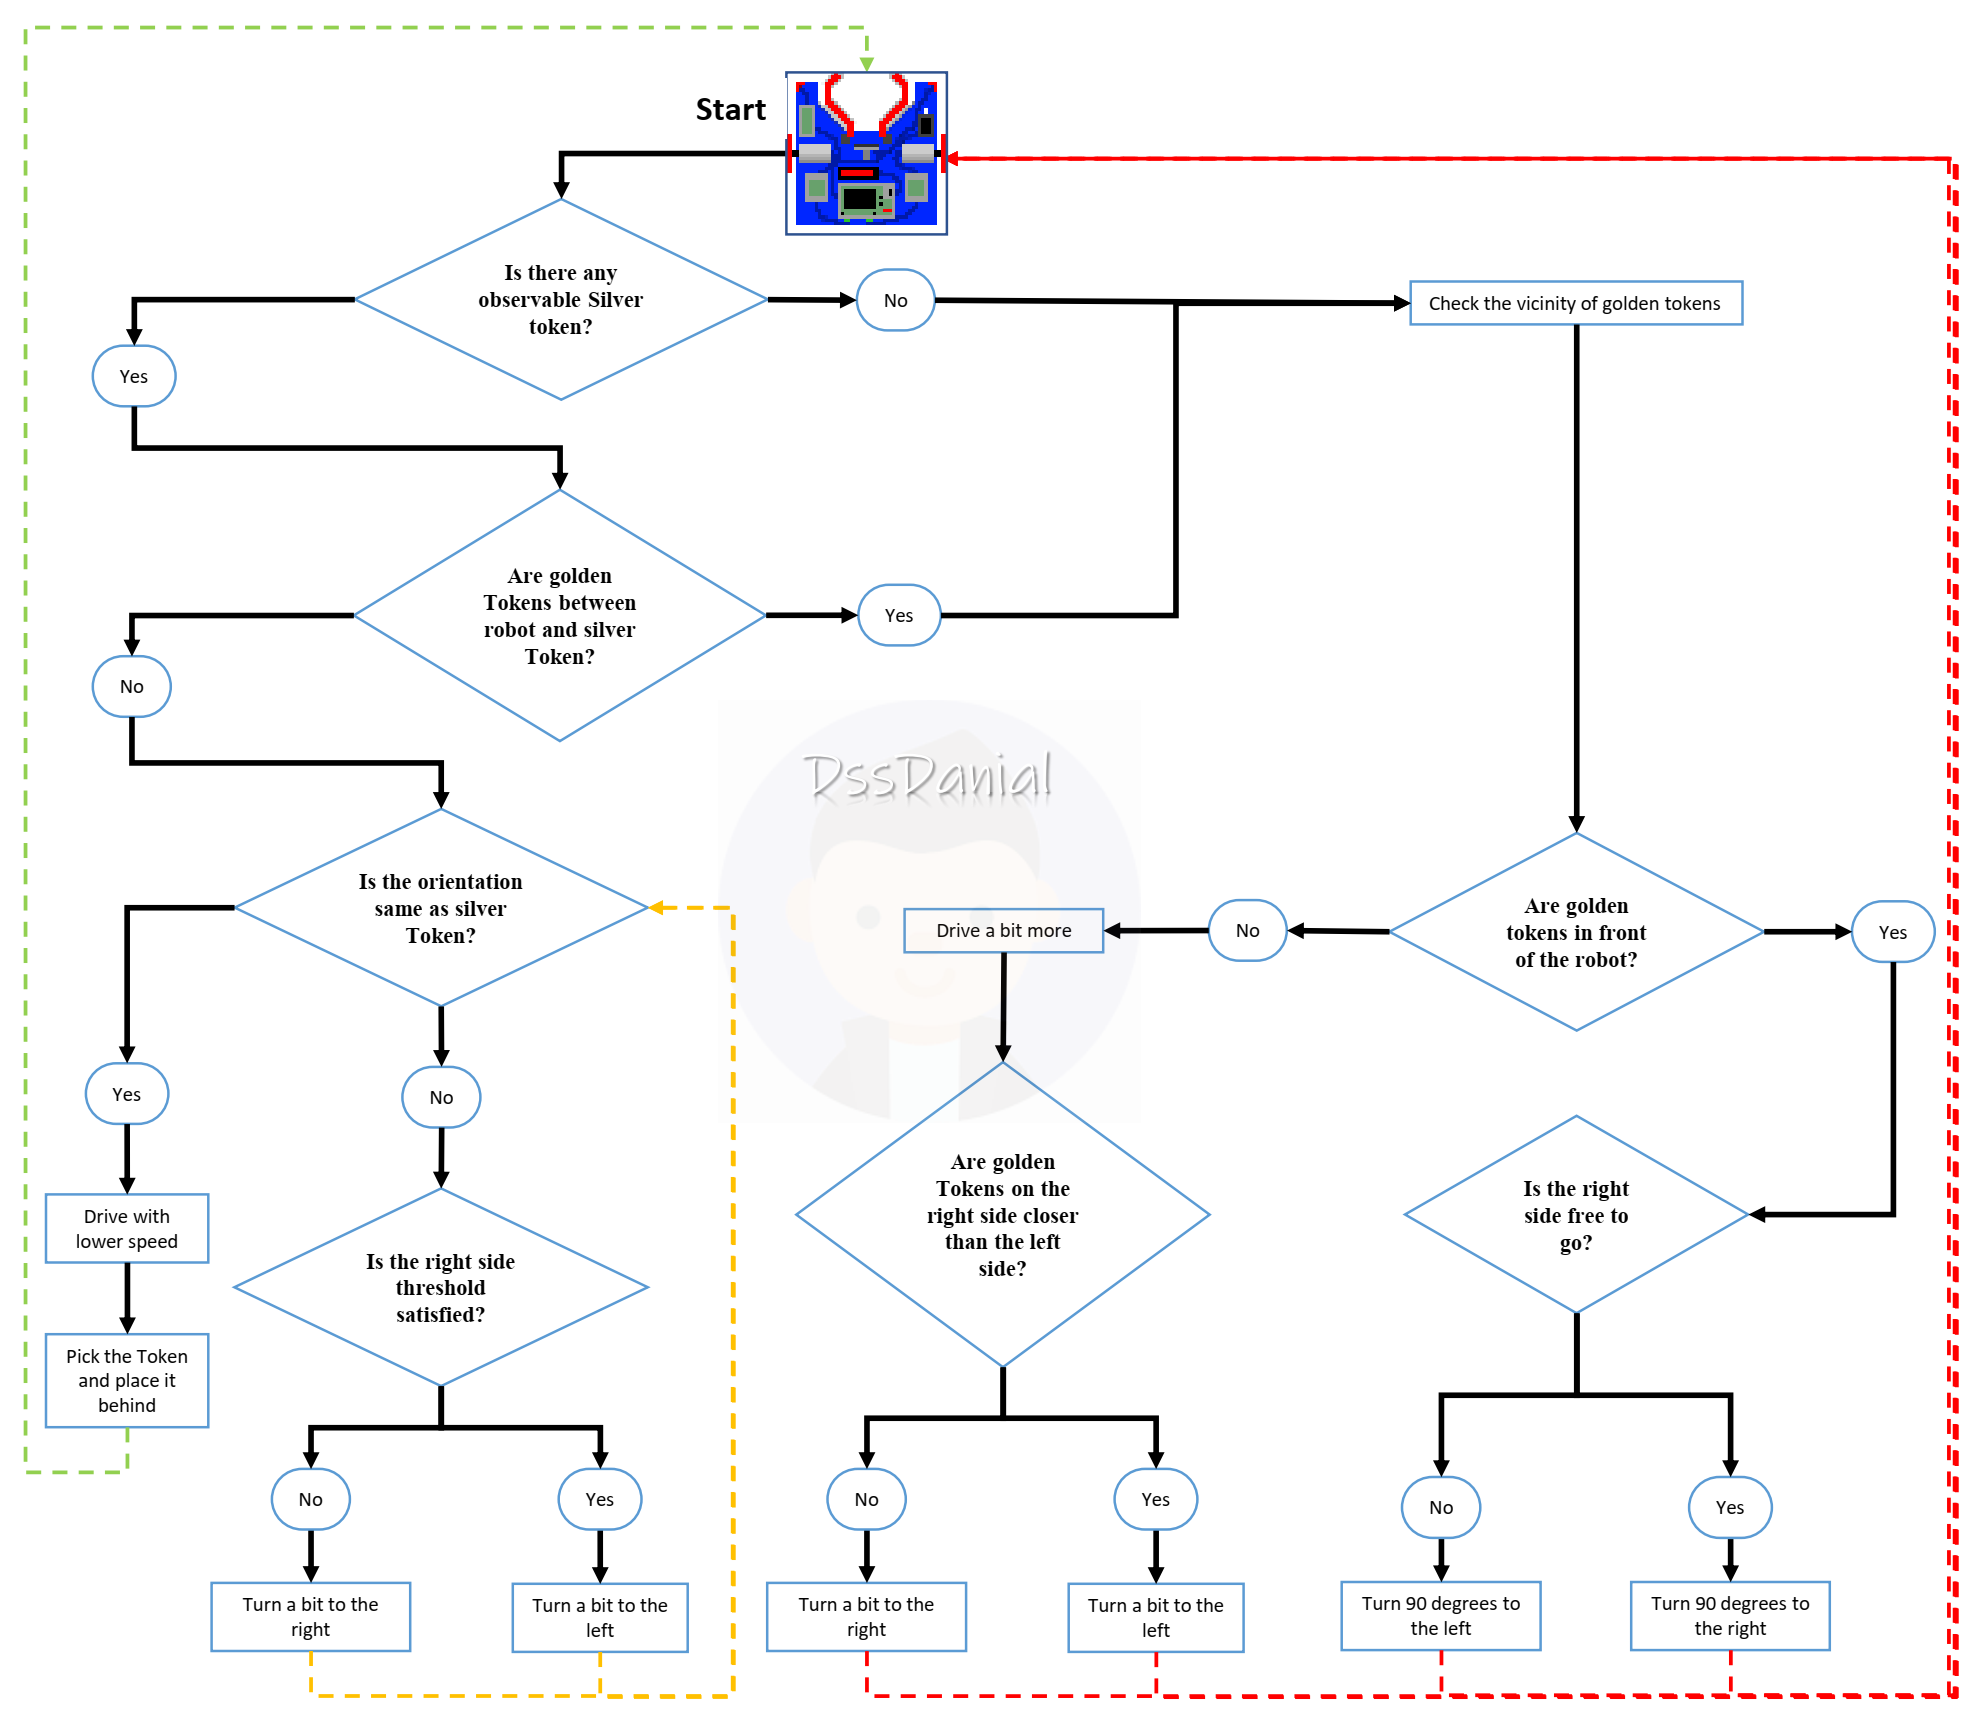 Start
Is there any
observable Silver
token?
No
Check the vicinity of golden tokens
Yes
Are golden
Tokens between
robot and silver
Token?
Yes
No
DssDanial
Is the orientation
same as silver
Token?
Drive a bit more
No
Are golden
tokens in front
of the robot?
Yes
Yes
No
Are golden
Tokens on the
right side closer
than the left
side?
Is the right
side free to
go?
Drive with
lower speed
Is the right side
threshold
satisfied?
Pick the Token
and place it
behind
No
Yes
No
Yes
No
Yes
Turn a bit to the
right
Turn a bit to the
left
Turn a bit to the
right
Turn a bit to the
left
Turn 90 degrees to
the left
Turn 90 degrees to
the right